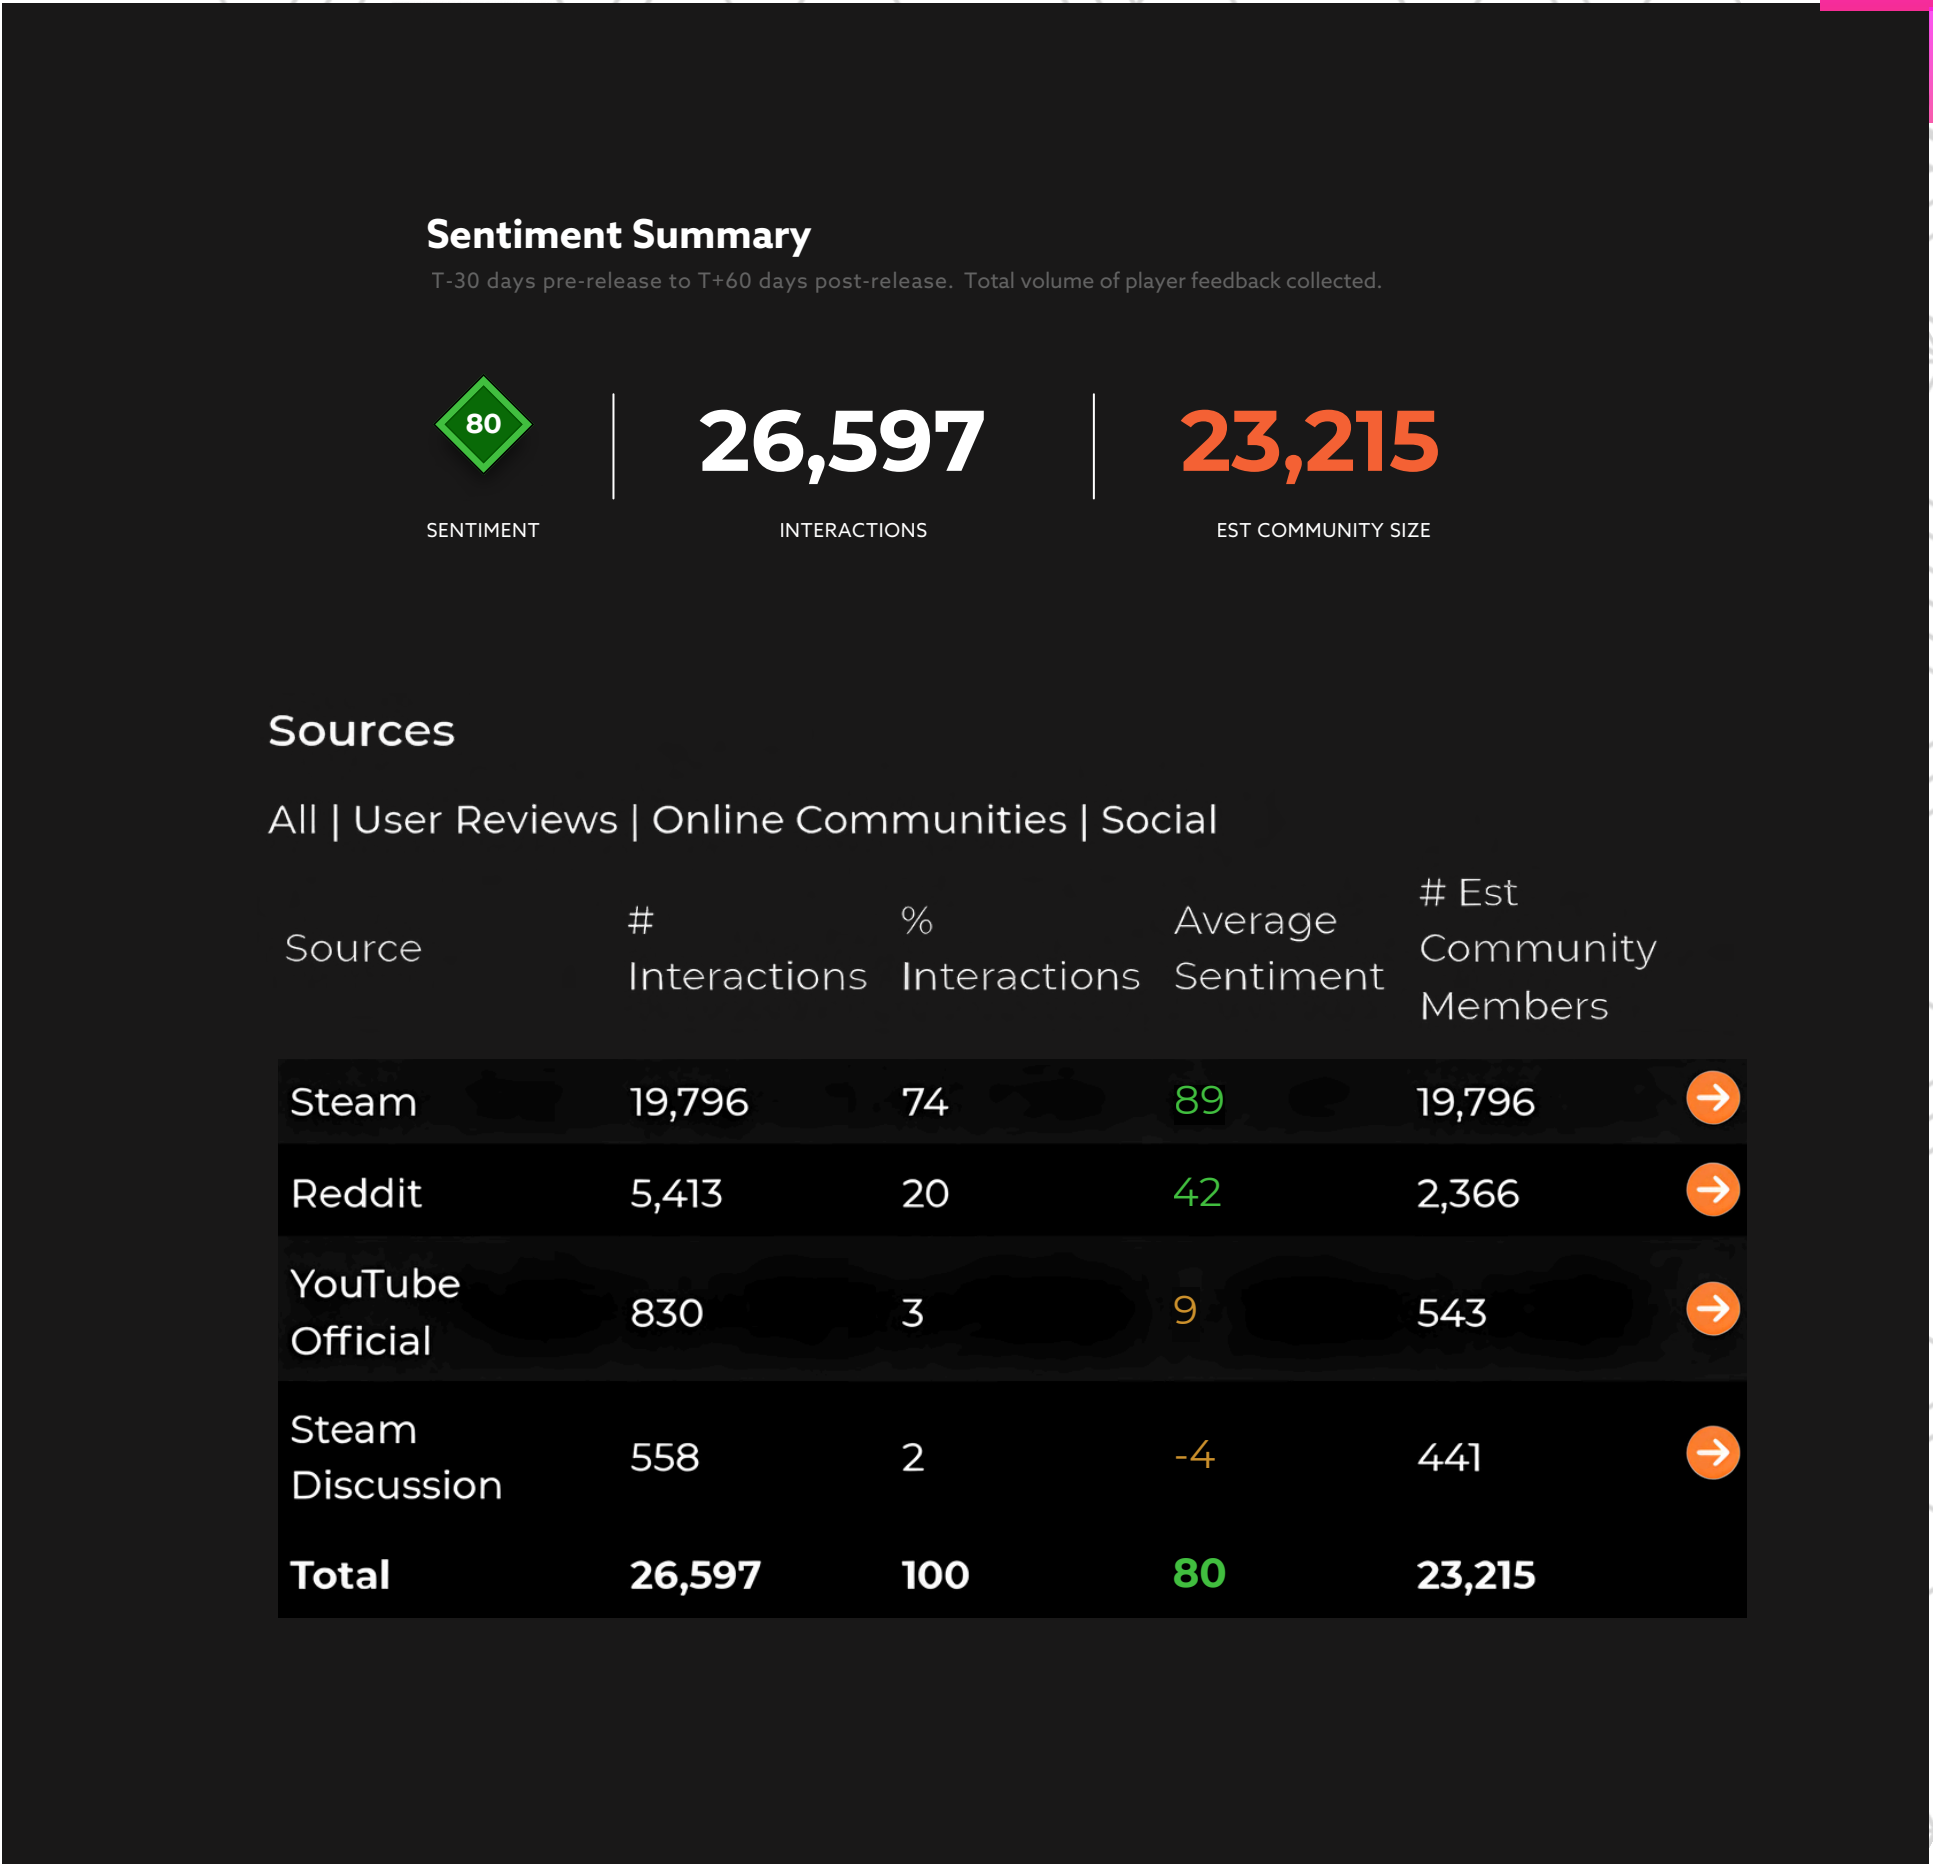 Sentiment Summary
T-30 days pre-release to T+60 days post-release. Total volume of player feedback collected.
80
26,597
23,215
SENTIMENT
INTERACTIONS
EST COMMUNITY SIZE
Sources
All | User Reviews | Online Communities | Social
Source
# Interactions
% Interactions
Average Sentiment
# Est Community Members
Steam 19,796 74 89 19,796
Reddit 5,413 20 42 2,366
YouTube Official 830 3 9 543
Steam Discussion 558 2 -4 441
Total 26,597 100 80 23,215